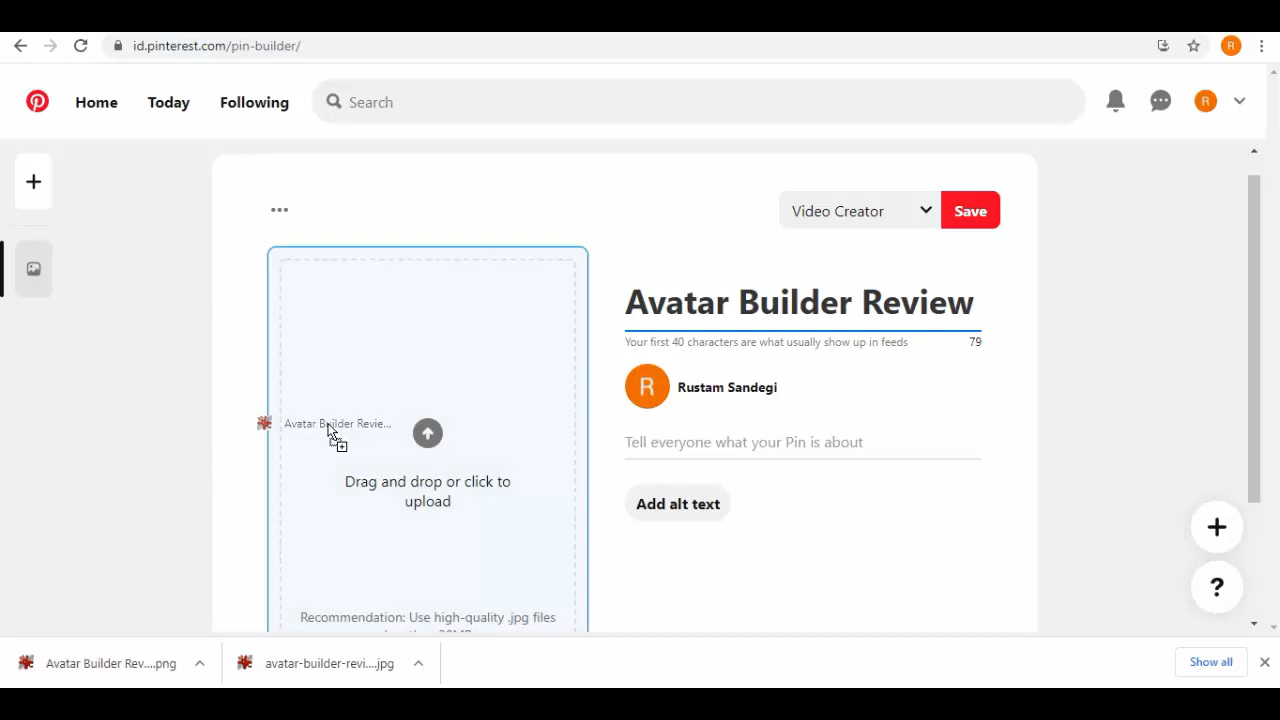 id.pinterest.com/pin-builder/
R
Home
Today
Following
Search
R
Video Creator
Save
Avatar Builder Review
Your first 40 characters are what usually show up in feeds
79
R
Rustam Sandegi
Avatar Builder Revie...
Tell everyone what your Pin is about
Drag and drop or click to
upload
Add alt text
Recommendation: Use high-quality .jpg files
?
Avatar Builder Rev....png
avatar-builder-revi....jpg
Show all